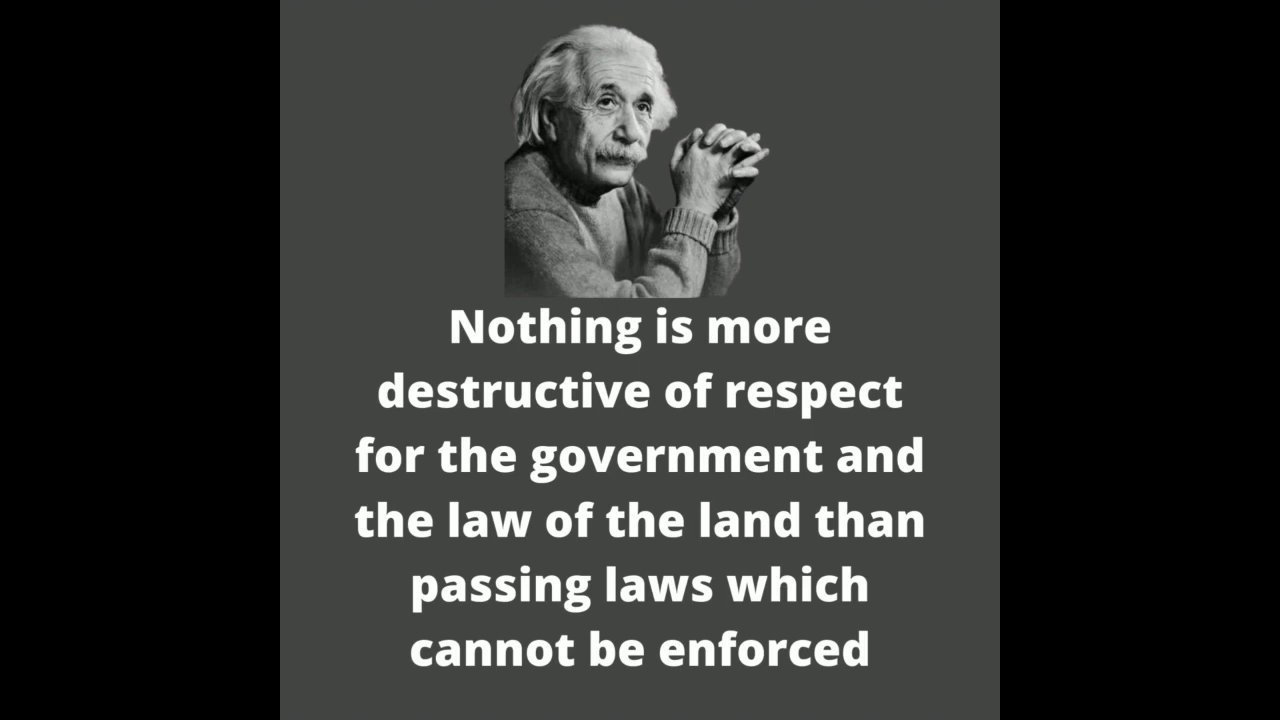 Nothing is more
destructive of respect
for the government and
the law of the land than
passing laws which
cannot be enforced